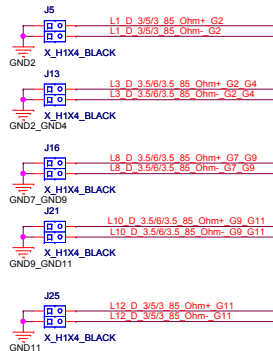 J5
L1_D_3/5/3_85_Ohm+_G2
L1_D_3/5/3_85_Ohm-_G2
GND2
X_H1X4_BLACK
J13
L3_D_3.5/6/3.5_85_Ohm+_G2_G4
L3_D_3.5/6/3.5_85_Ohm-_G2_G4
X_H1X4_BLACK
GND2_GND4
J16
L8_D_3.5/6/3.5_85_Ohm+_G7_G9
L8_D_3.5/6/3.5_85_Ohm-_G7_G9
X_H1X4_BLACK
GND7_GND9
J21
L10_D_3.5/6/3.5_85_Ohm+_G9_G11
L10_D_3.5/6/3.5_85_Ohm-_G9_G11
X_H1X4_BLACK
GND9_GND11
J25
L12_D_3/5/3_85_Ohm+_G11
L12_D_3/5/3_85_Ohm-_G11
X_H1X4_BLACK
GND11